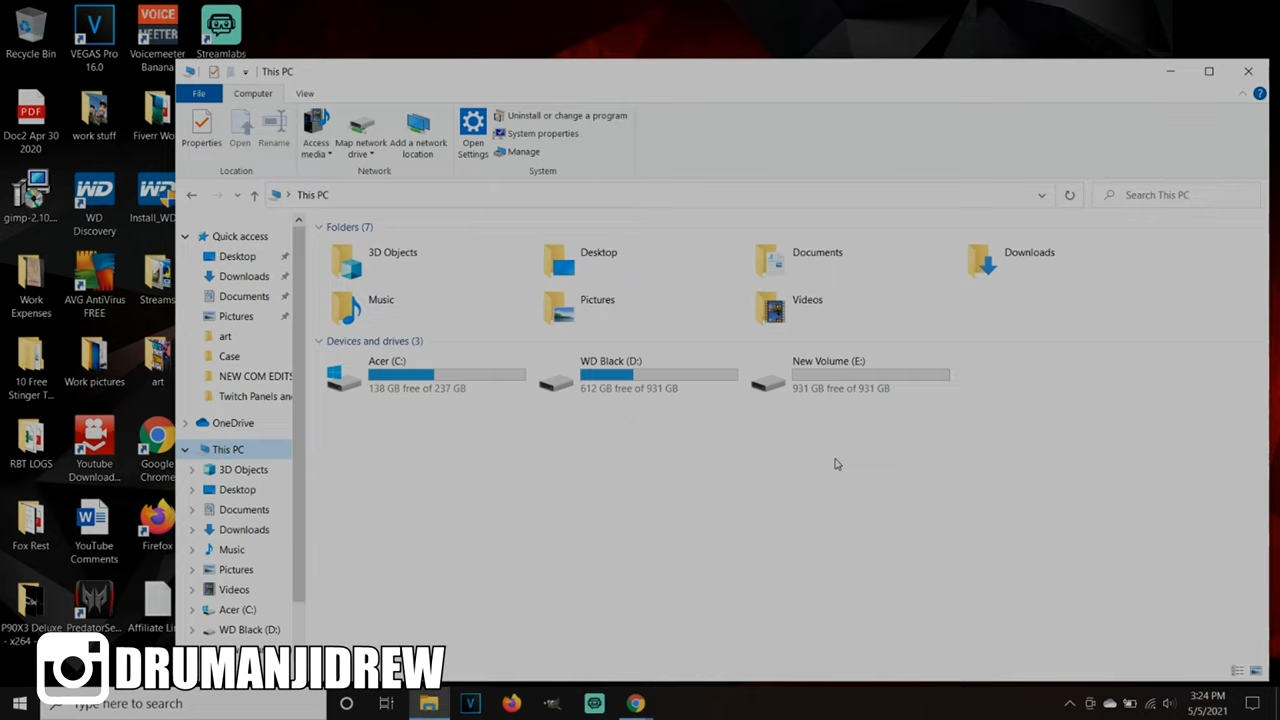 Recycle Bin
VEGAS Pro
16.0
VOICE
MEETER
Voicemeeter
Banana
Streamlabs
PDF
Doc2 Apr 30
2020
work stuff
Fiverr Wo
gimp-2.10....
WD
WD
Discovery
WD
Install_WD
Work
Expenses
AVG AntiVirus
FREE
Streams
10 Free
Stinger T...
Work pictures
art
RBT LOGS
Youtube
Download...
Google
Chrome
Fox Rest
YouTube
Comments
Firefox
P90X3 Deluxe
- x64 -
PredatorSe...
Affiliate Li
This PC
File
Computer
View
Properties
Open
Rename
Location
Access
media
Map network
drive
Add a network
location
Network
Open
Settings
Uninstall or change a program
System properties
Manage
System
This PC
Search This PC
Quick access
Desktop
Downloads
Documents
Pictures
art
Case
NEW COM EDITS
Twitch Panels an
OneDrive
This PC
3D Objects
Desktop
Documents
Downloads
Music
Pictures
Videos
Acer (C:)
WD Black (D:)
Folders (7)
3D Objects
Desktop
Documents
Downloads
Music
Pictures
Videos
Devices and drives (3)
Acer (C:)
138 GB free of 237 GB
WD Black (D:)
612 GB free of 931 GB
New Volume (E:)
931 GB free of 931 GB
DRUMANJIDREW
Type here to search
3:24 PM
5/5/2021